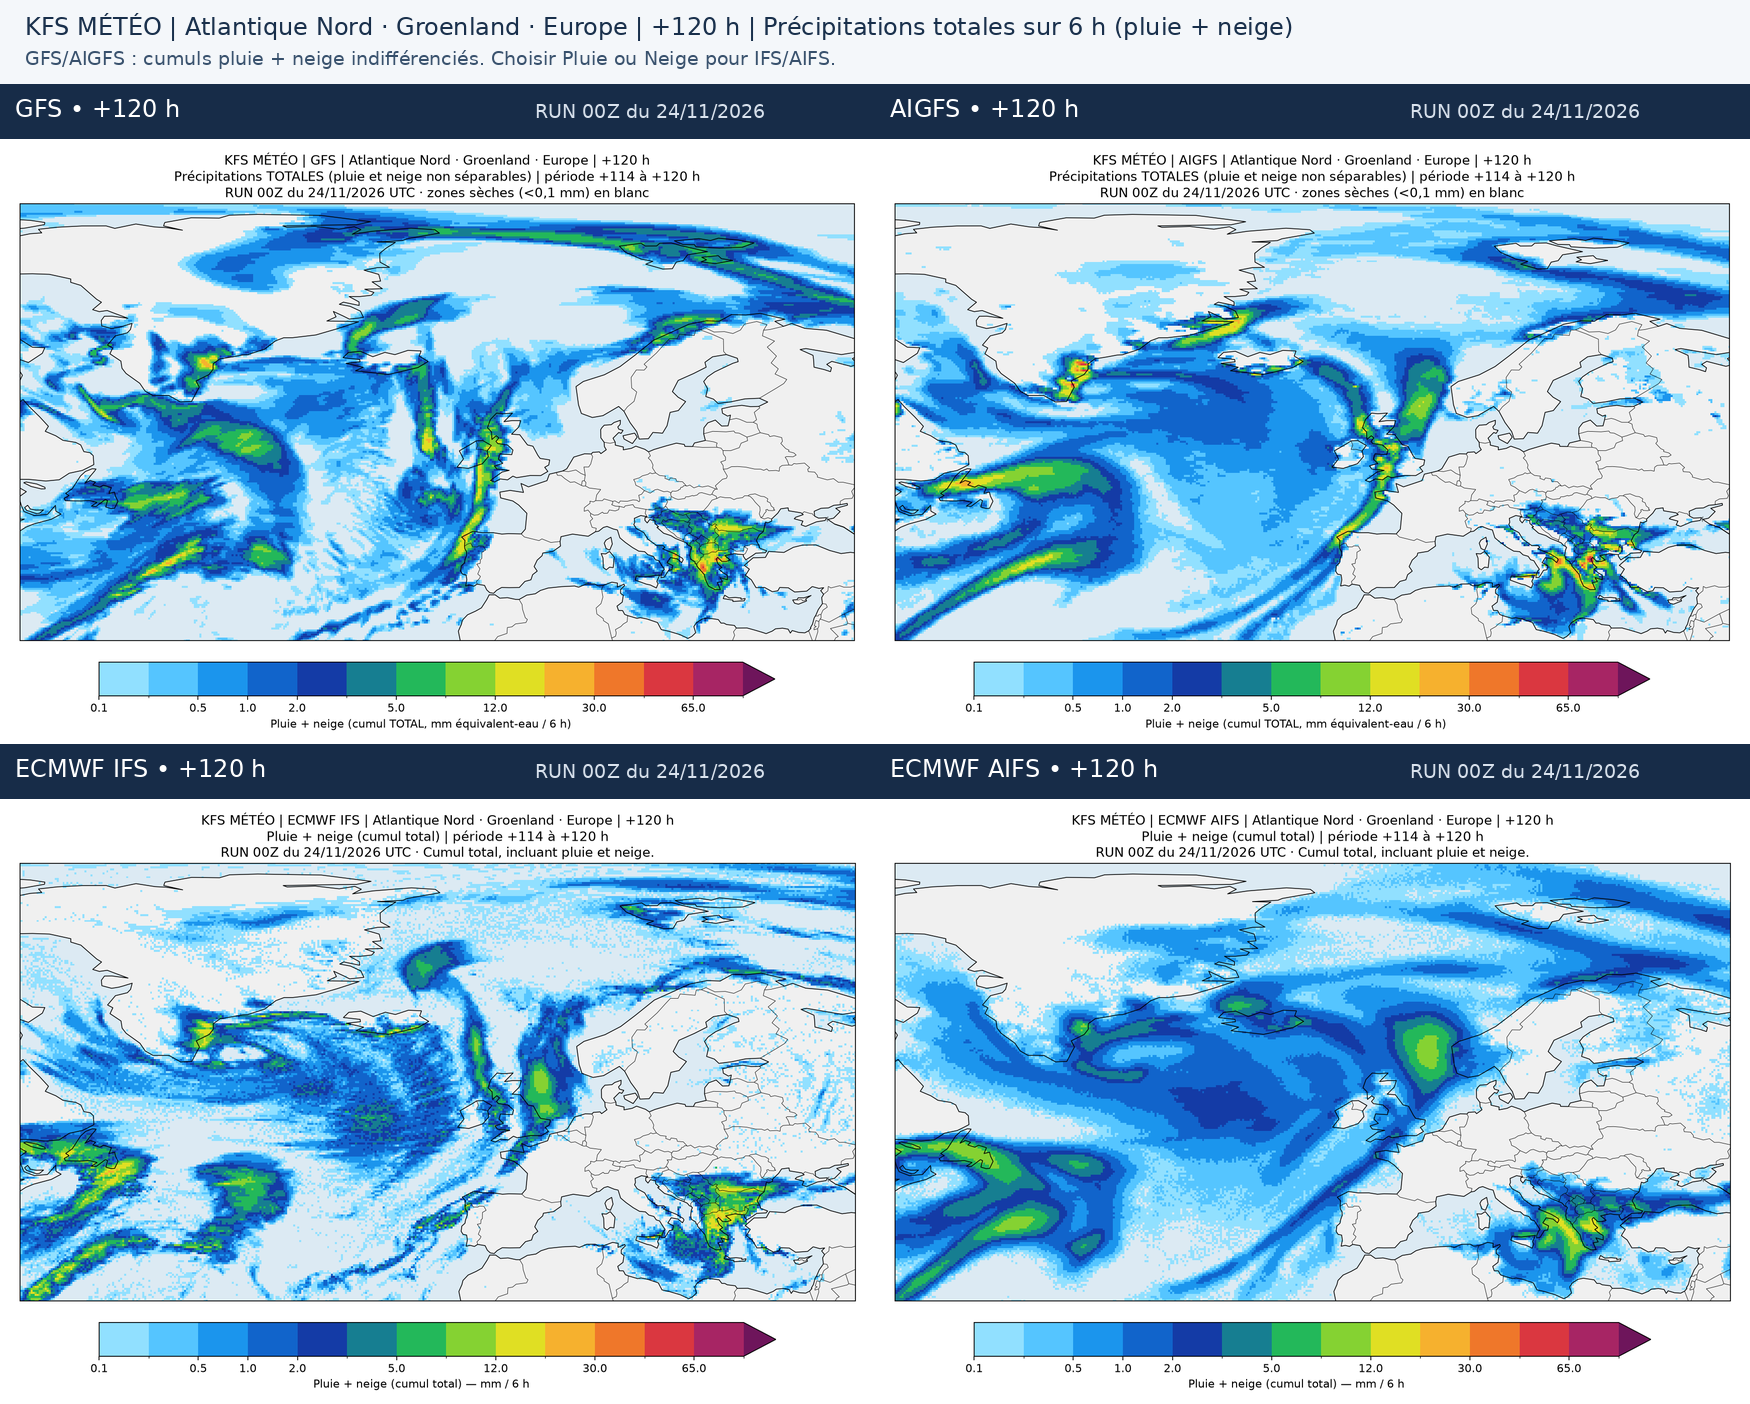 KFS MÉTÉO | Atlantique Nord · Groenland · Europe | +120 h | Précipitations totales sur 6 h (pluie + neige)
GFS/AIGFS : cumuls pluie + neige indifférenciés. Choisir Pluie ou Neige pour IFS/AIFS.
GFS • +120 h
RUN 00Z du 24/11/2026
AIGFS • +120 h
RUN 00Z du 24/11/2026
KFS MÉTÉO | GFS | Atlantique Nord · Groenland · Europe | +120 h
Précipitations TOTALES (pluie et neige non séparables) | période +114 à +120 h
RUN 00Z du 24/11/2026 UTC · zones sèches (<0,1 mm) en blanc
KFS MÉTÉO | AIGFS | Atlantique Nord · Groenland · Europe | +120 h
Précipitations TOTALES (pluie et neige non séparables) | période +114 à +120 h
RUN 00Z du 24/11/2026 UTC · zones sèches (<0,1 mm) en blanc
0.1 0.5 1.0 2.0 5.0 12.0 30.0 65.0
Pluie + neige (cumul TOTAL, mm équivalent-eau / 6 h)
0.1 0.5 1.0 2.0 5.0 12.0 30.0 65.0
Pluie + neige (cumul TOTAL, mm équivalent-eau / 6 h)
ECMWF IFS • +120 h
RUN 00Z du 24/11/2026
ECMWF AIFS • +120 h
RUN 00Z du 24/11/2026
KFS MÉTÉO | ECMWF IFS | Atlantique Nord · Groenland · Europe | +120 h
Pluie + neige (cumul total) | période +114 à +120 h
RUN 00Z du 24/11/2026 UTC · Cumul total, incluant pluie et neige.
KFS MÉTÉO | ECMWF AIFS | Atlantique Nord · Groenland · Europe | +120 h
Pluie + neige (cumul total) | période +114 à +120 h
RUN 00Z du 24/11/2026 UTC · Cumul total, incluant pluie et neige.
0.1 0.5 1.0 2.0 5.0 12.0 30.0 65.0
Pluie + neige (cumul total) — mm / 6 h
0.1 0.5 1.0 2.0 5.0 12.0 30.0 65.0
Pluie + neige (cumul total) — mm / 6 h